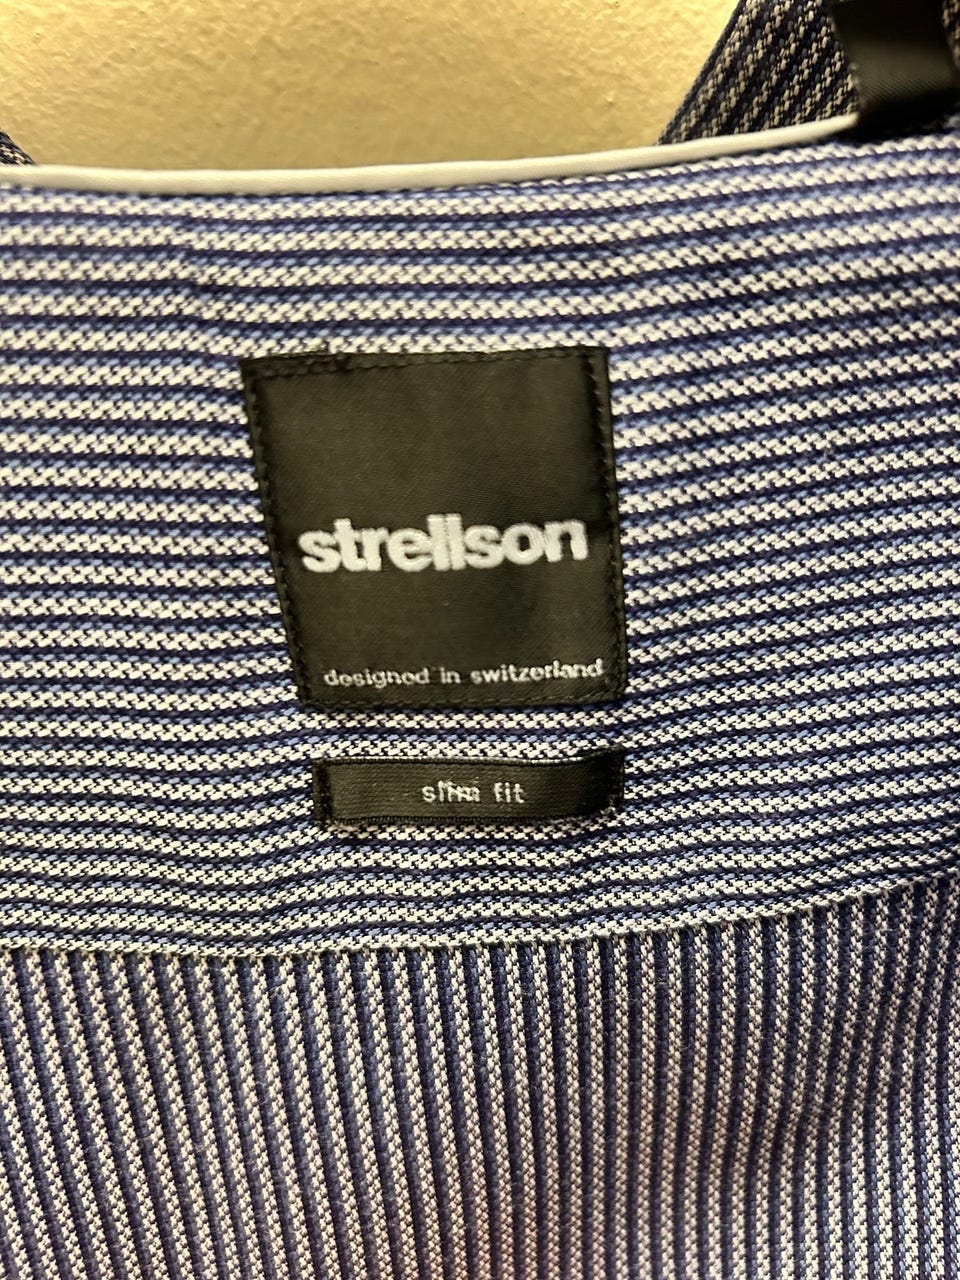 strellson
designed in switzerland
slim fit